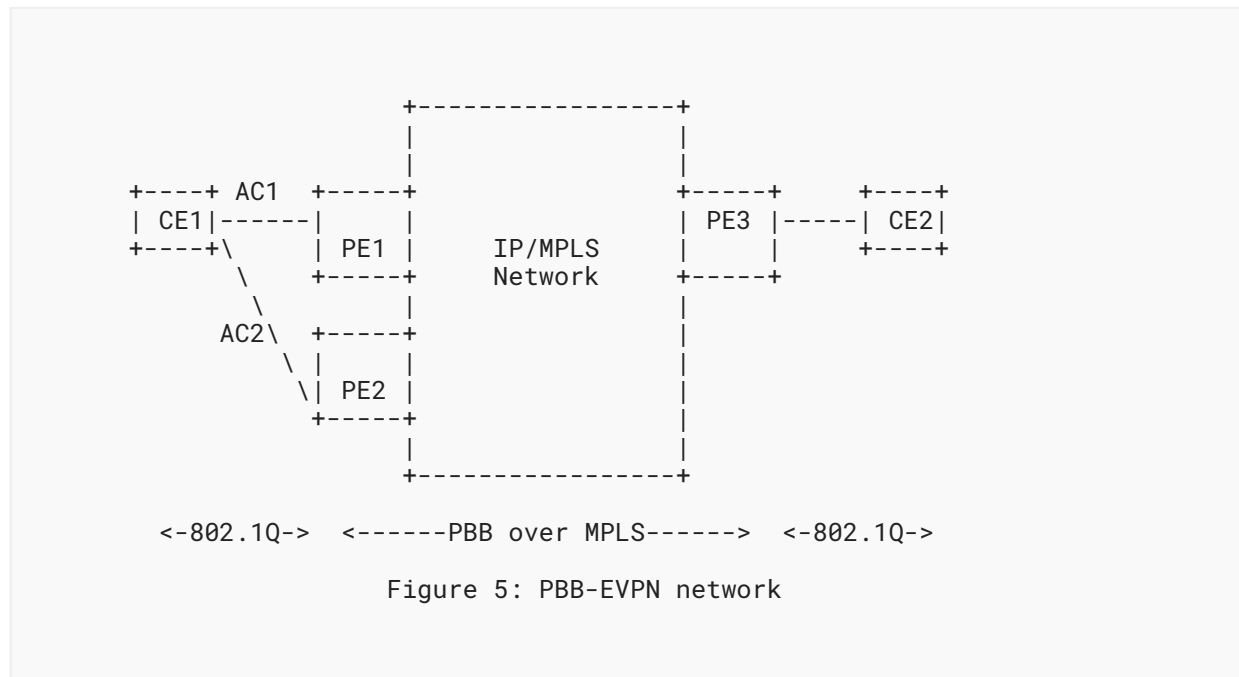 +-----------------+
                  |                 |
                  |                 |
+----+ AC1  +-----+                 +-----+     +----+
| CE1|------|     |                 | PE3 |-----| CE2|
+----+\     | PE1 |     IP/MPLS     |     |     +----+
       \    +-----+     Network     +-----+
        \         |                 |
      AC2\  +-----+                 |
          \ |     |                 |
           \| PE2 |                 |
            +-----+                 |
                  |                 |
                  +-----------------+
<-802.1Q-> <------PBB over MPLS------> <-802.1Q->
Figure 5: PBB-EVPN network